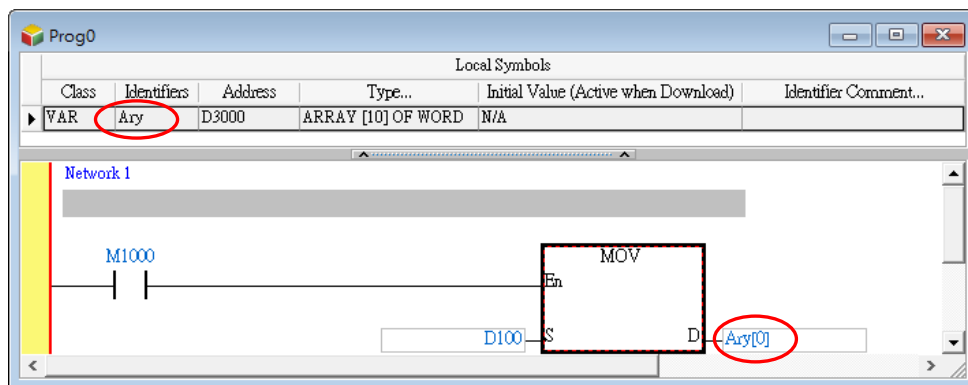 Prog0
Local Symbols
Class Identifiers Address Type... Initial Value (Active when Download) Identifier Comment...
VAR Ary D3000 ARRAY [10] OF WORD N/A
Network 1
M1000 MOV
En
D100 S D Ary[0]